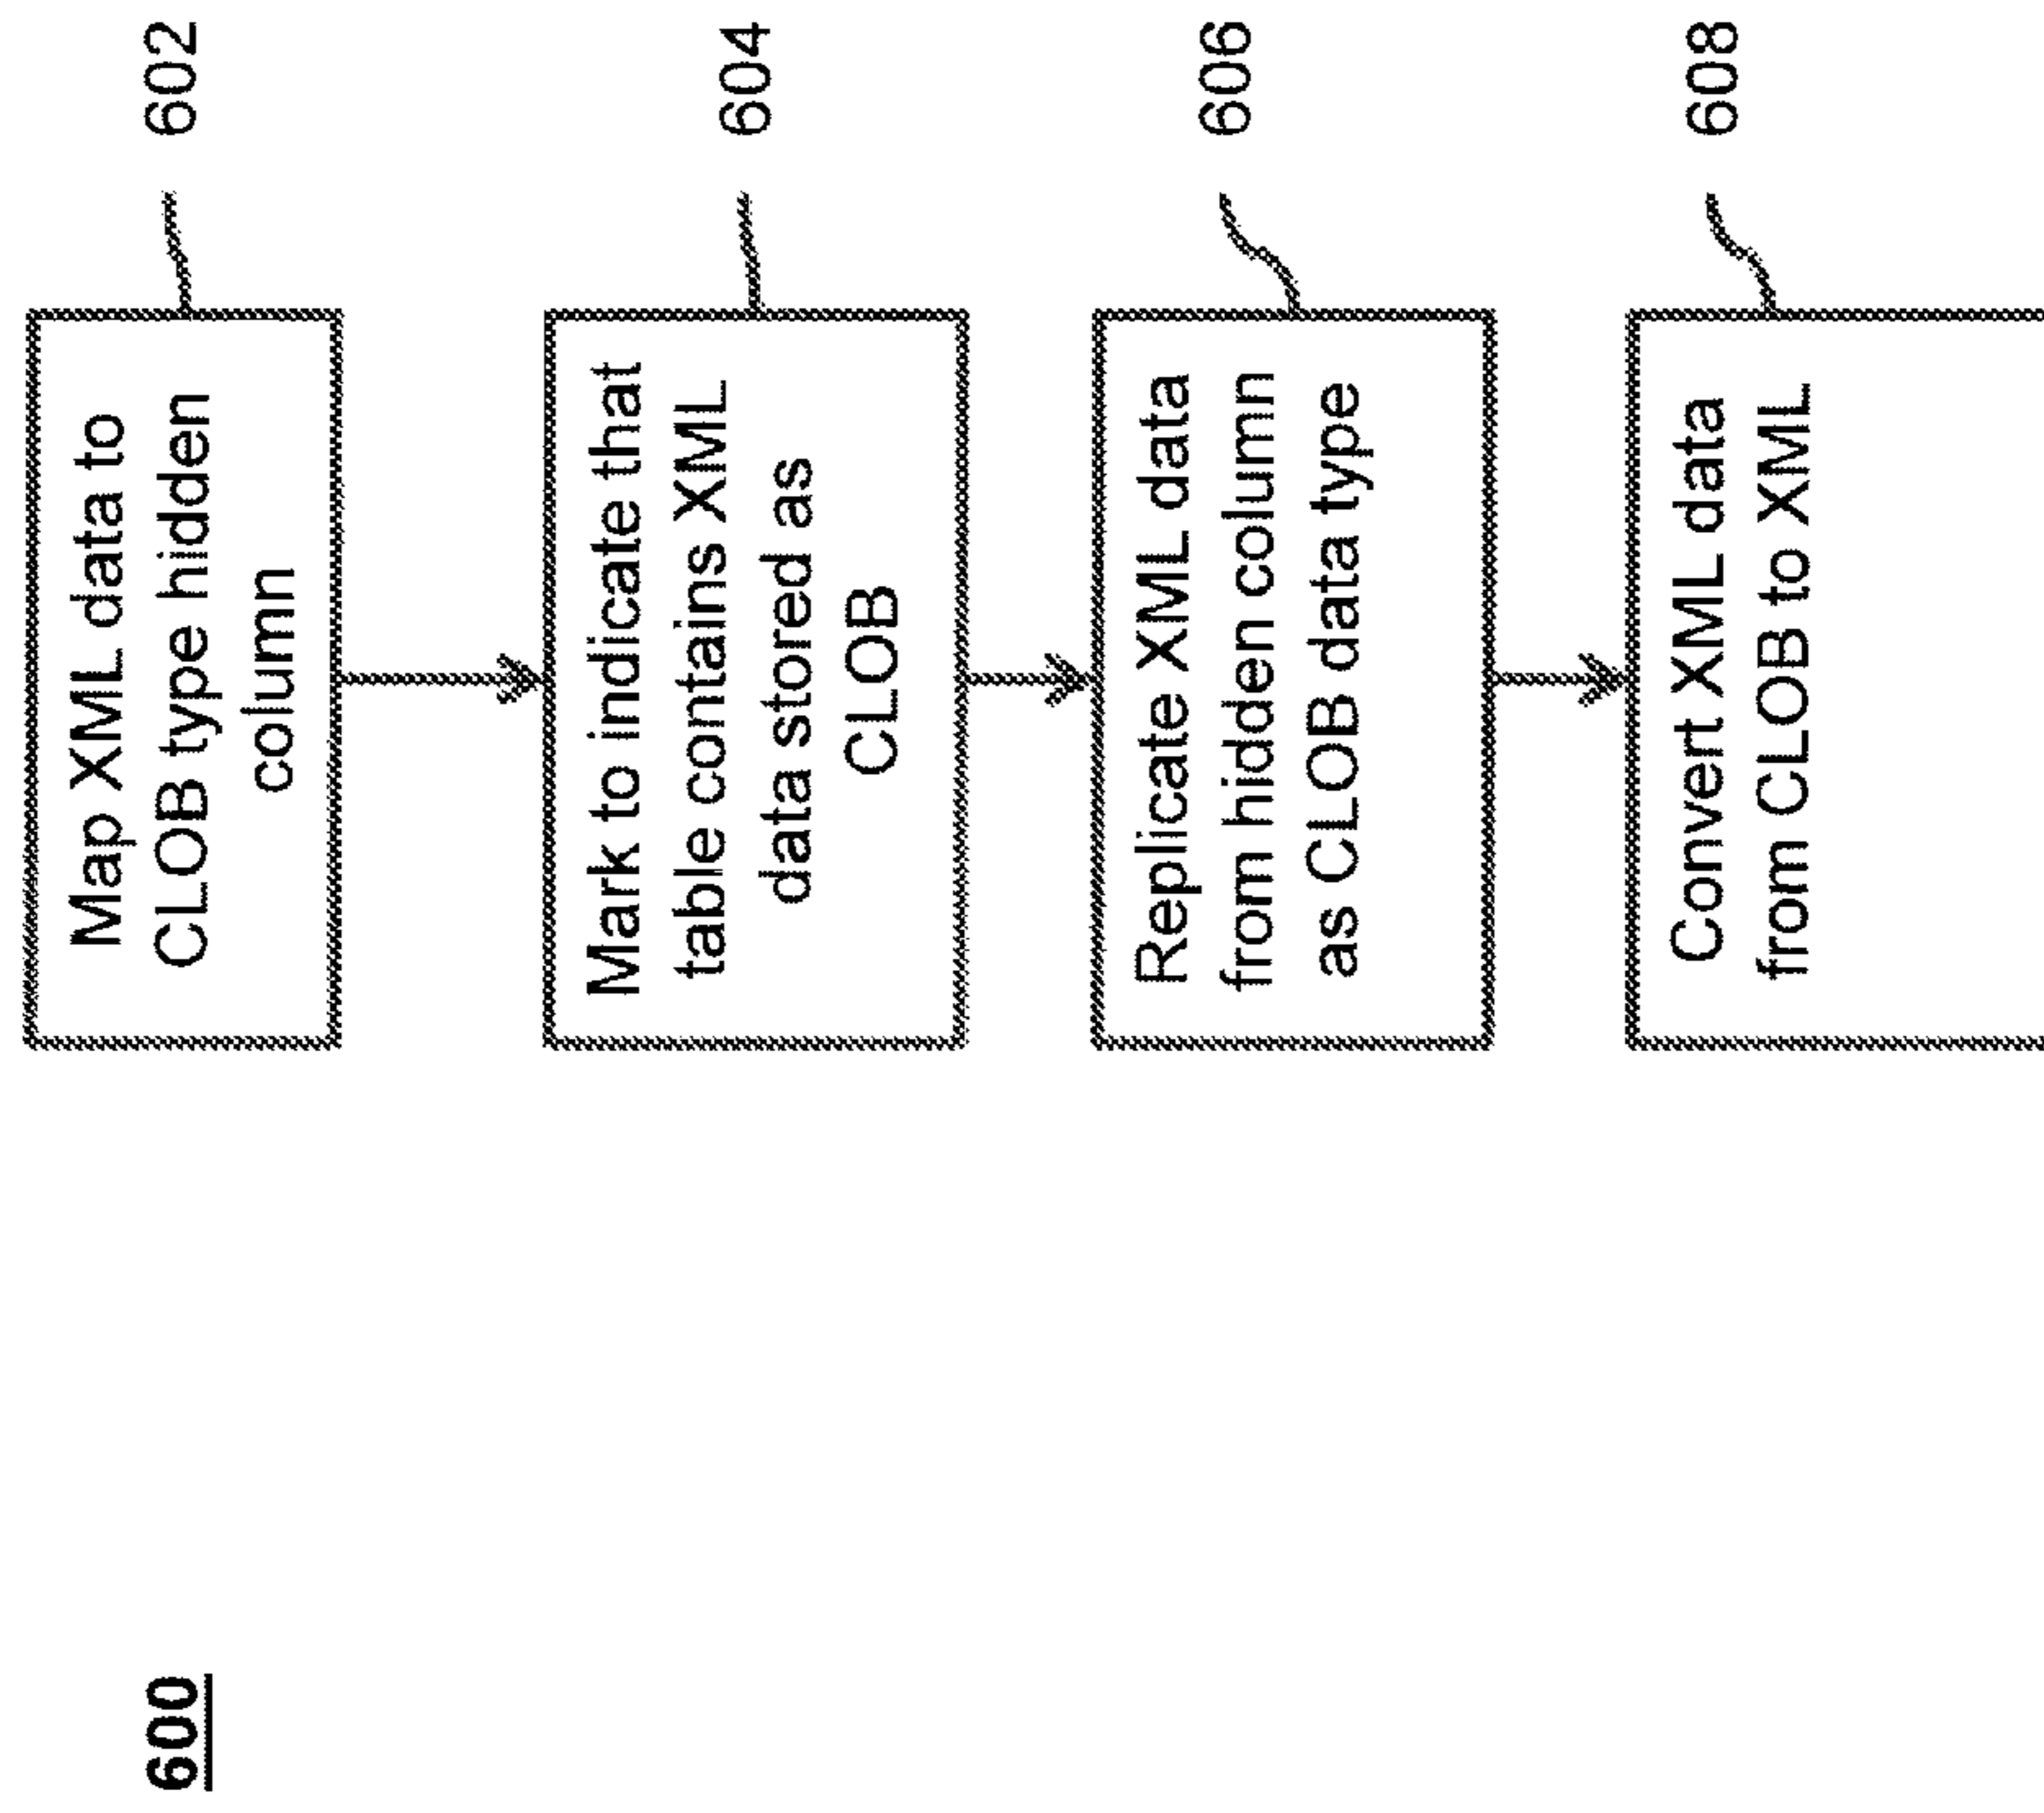 600
Map XML data to
CLOB type hidden
column
602
Mark to indicate that
table contains XML
data stored as
CLOB
604
Replicate XML data
from hidden column
as CLOB data type
606
Convert XML data
from CLOB to XML
608